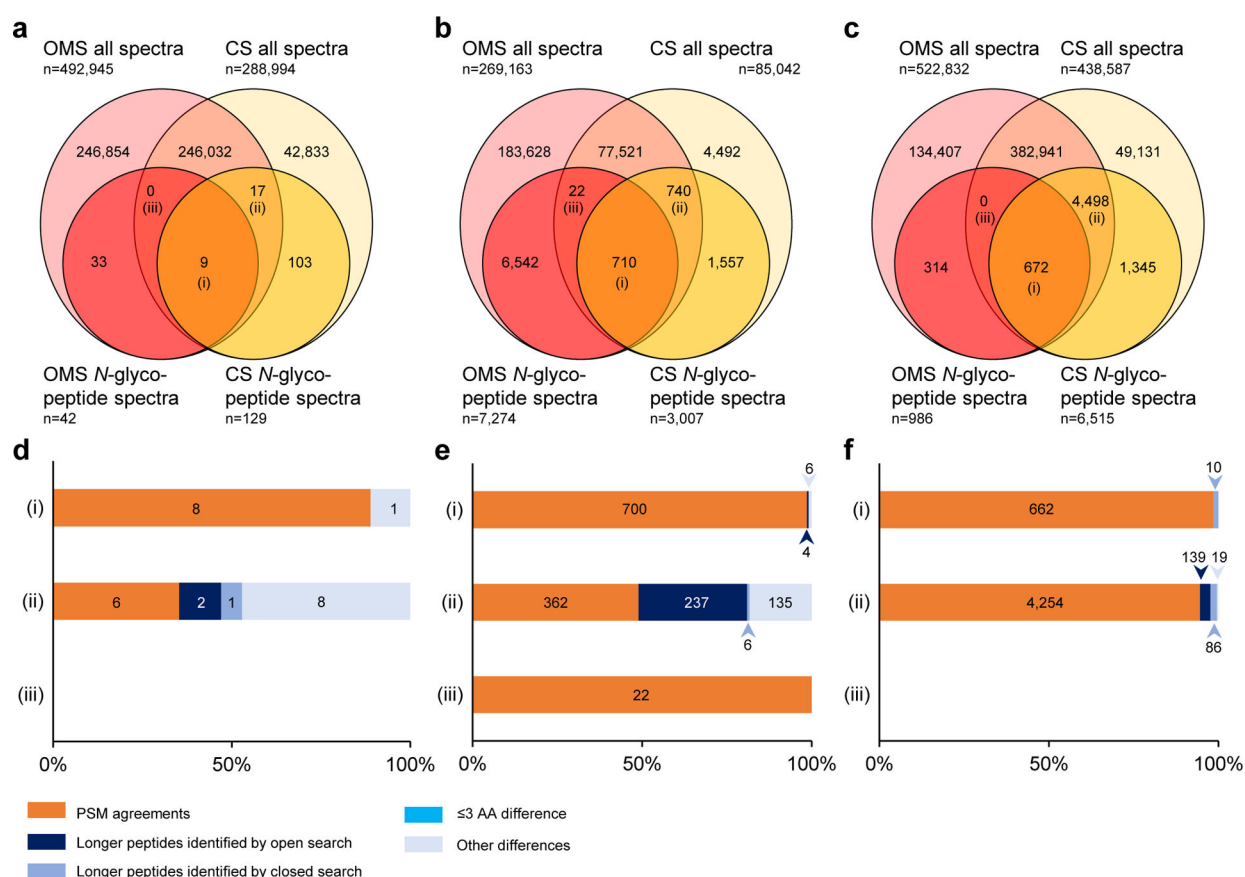 a
OMS all spectra
n=492,945
CS all spectra
n=288,994
246,854
246,032
42,833
0
(iii)
17
(ii)
33
9
(i)
103
OMS N-glyco-
peptide spectra
n=42
CS N-glyco-
peptide spectra
n=129
b
OMS all spectra
n=269,163
CS all spectra
n=85,042
183,628
77,521
4,492
22
(iii)
740
(ii)
6,542
710
(i)
1,557
OMS N-glyco-
peptide spectra
n=7,274
CS N-glyco-
peptide spectra
n=3,007
c
OMS all spectra
n=522,832
CS all spectra
n=438,587
134,407
382,941
49,131
0
(iii)
4,498
(ii)
314
672
(i)
1,345
OMS N-glyco-
peptide spectra
n=986
CS N-glyco-
peptide spectra
n=6,515
d
(i)
8
1
(ii)
6
2
1
8
(iii)
0%
50%
100%
e
6
(i)
700
4
(ii)
362
237
135
6
(iii)
22
0%
50%
100%
f
10
(i)
662
139
19
(ii)
4,254
86
(iii)
0%
50%
100%
PSM agreements
Longer peptides identified by open search
Longer peptides identified by closed search
≤3 AA difference
Other differences